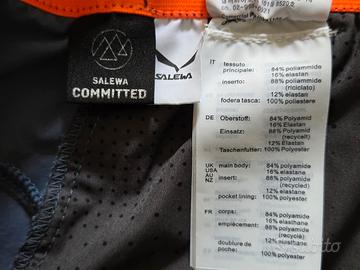 SALEWA
COMMITTED
SALEWA
IT
tessuto principale: 84% poliammide
16% elastan
inserto: 88% poliammide
(riciclato)
12% elastan
fodera tasca: 100% poliestere
DE
Oberstoff: 84% Polyamid
16% Elastan
Einsatz: 88% Polyamid
(recycelt)
12% Elastan
Taschenfutter: 100% Polyester
UK
USA
AU
NZ
main body: 84% polyamide
16% elastane
insert: 88% polyamide
(recycled)
12% elastane
pocket lining: 100% polyester
FR
corps: 84% polyamide
16% élasthanne
empiècement: 88% polyamide
(recyclé)
12% élasthanne
doublure de poche: 100% polyester
subito